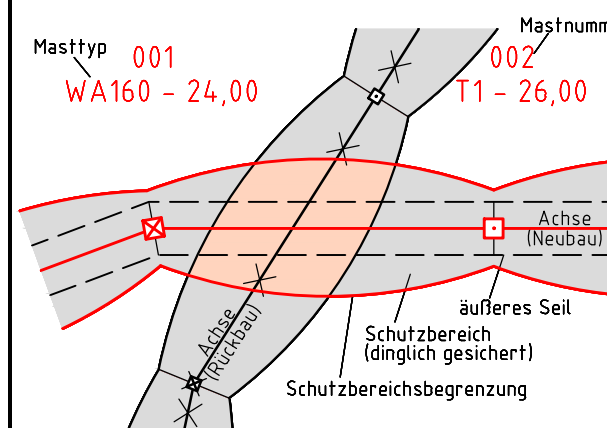 Mastnumm
Masttyp
001
002
WA160 – 24,00
T1 – 26,00
Achse
(Neubau)
äußeres Seil
Achse
(Rückbau)
Schutzbereich
(dinglich gesichert)
Schutzbereichsbegrenzung